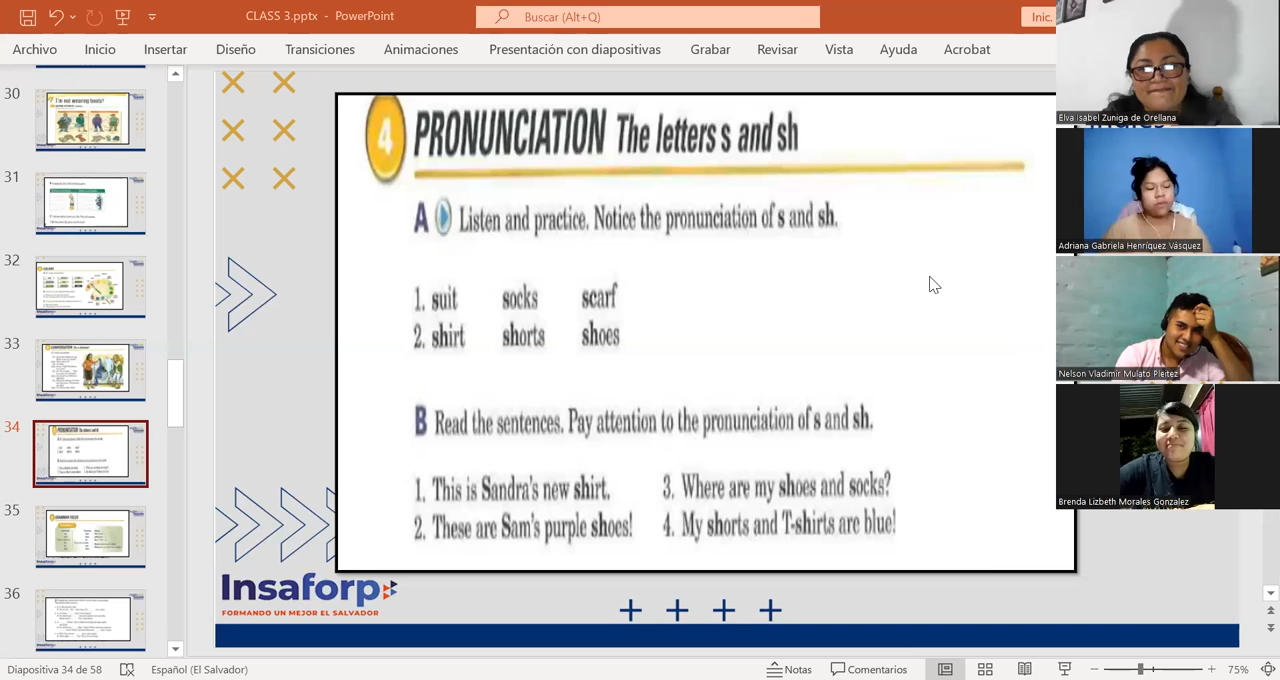 CLASS 3.pptx - PowerPoint
Buscar (Alt+Q)
Inic.
Archivo Inicio Insertar Diseño Transiciones Animaciones Presentación con diapositivas Grabar Revisar Vista Ayuda Acrobat
30
31
32
33
34
35
36
4 PRONUNCIATION The letters s and sh
A Listen and practice. Notice the pronunciation of s and sh.
1. suit socks scarf
2. shirt shorts shoes
B Read the sentences. Pay attention to the pronunciation of s and sh.
1. This is Sandra's new shirt.
2. These are Sam's purple shoes!
3. Where are my shoes and socks?
4. My shorts and T-shirts are blue!
Insaforp
FORMANDO UN MEJOR EL SALVADOR
Elva Isabel Zuniga de Orellana
Adriana Gabriela Henríquez Vásquez
Nelson Vladimir Mulato Pleitez
Brenda Lizbeth Morales Gonzalez
Diapositiva 34 de 58 Español (El Salvador) Notas Comentarios 75%